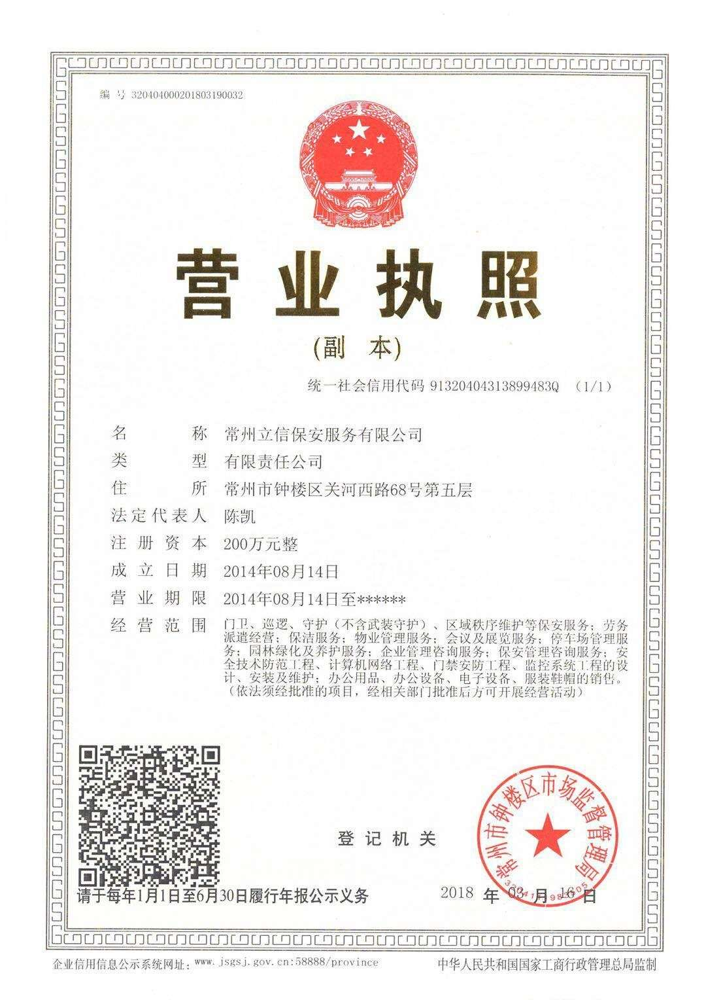 编 号 320404000201803190032
营业执照
(副 本)
统一社会信用代码 91320404313899483Q （1/1）
名 称 常州立信保安服务有限公司
类 型 有限责任公司
住 所 常州市钟楼区关河西路68号第五层
法定代表人 陈凯
注册资本 200万元整
成立日期 2014年08月14日
营业期限 2014年08月14日至******
经营范围 门卫、巡逻、守护（不含武装守护）、区域秩序维护等保安服务；劳务
派遣经营；保洁服务；物业管理服务；会议及展览服务；停车场管理服
务；园林绿化及养护服务；企业管理咨询服务；保安管理咨询服务；安
全技术防范工程、计算机网络工程、门禁安防工程、监控系统工程的设
计、安装及维护；办公用品、办公设备、电子设备、服装鞋帽的销售。
（依法须经批准的项目，经相关部门批准后方可开展经营活动）
常州市钟楼区市场监督管理局
登记机关
请于每年1月1日至6月30日履行年报公示义务
2018 年 03 月 16 日
企业信用信息公示系统网址：www.jsgsj.gov.cn:58888/province
中华人民共和国国家工商行政管理总局监制